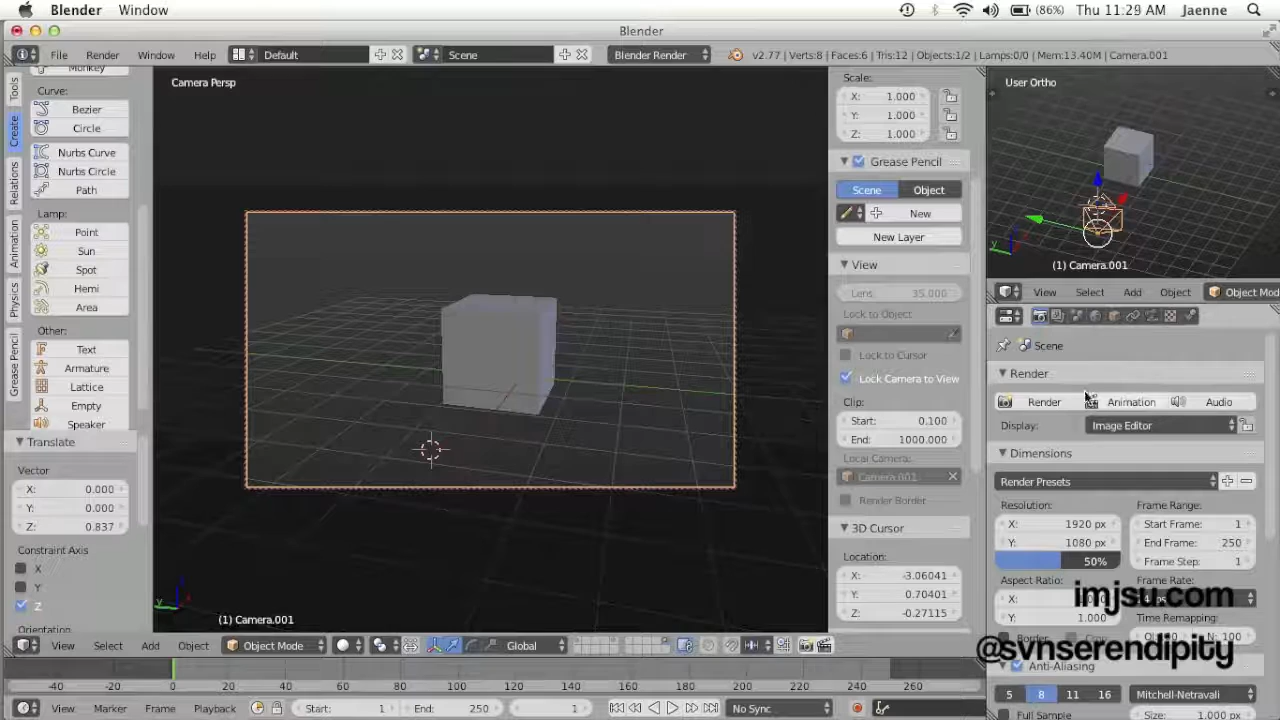 Blender Window
(86%) Thu 11:29 AM Jaenne
Blender
File Render Window Help Default Scene Blender Render v2.77 | Verts:8 | Faces:6 | Tris:12 | Objects:1/2 | Lamps:0/0 | Mem:13.40M | Camera.001
Tools
Create
Relations
Animation
Physics
Grease Pencil
Monkey
Curve:
Bezier
Circle
Nurbs Curve
Nurbs Circle
Path
Lamp:
Point
Sun
Spot
Hemi
Area
Other:
Text
Armature
Lattice
Empty
Speaker
Translate
Vector
X: 0.000
Y: 0.000
Z: 0.837
Constraint Axis
X
Y
Z
Orientation
Camera Persp
(1) Camera.001
View Select Add Object Object Mode Global
Scale:
X: 1.000
Y: 1.000
Z: 1.000
Grease Pencil
Scene Object
New
New Layer
View
Lens: 35.000
Lock to Object
Lock to Cursor
Lock Camera to View
Clip:
Start: 0.100
End: 1000.000
Local Camera:
Camera.001
Render Border
3D Cursor
Location:
X: -3.06041
Y: 0.70401
Z: -0.27115
User Ortho
(1) Camera.001
View Select Add Object Object Mod
Scene
Render
Render Animation Audio
Display: Image Editor
Dimensions
Render Presets
Resolution: Frame Range:
X: 1920 px Start Frame: 1
Y: 1080 px End Frame: 250
50% Frame Step: 1
Aspect Ratio: Frame Rate:
X:
Y: 1.000 Time Remapping:
Border Crop N: 100
imjsu.com
@svnserendipity
Anti-Aliasing
5 8 11 16 Mitchell-Netravali
Full Sample Size: 1.000 px
-40 -20 0 20 40 60 80 100 120 140 160 180 200 220 240 260
View Marker Frame Playback Start: 1 End: 250 1 No Sync